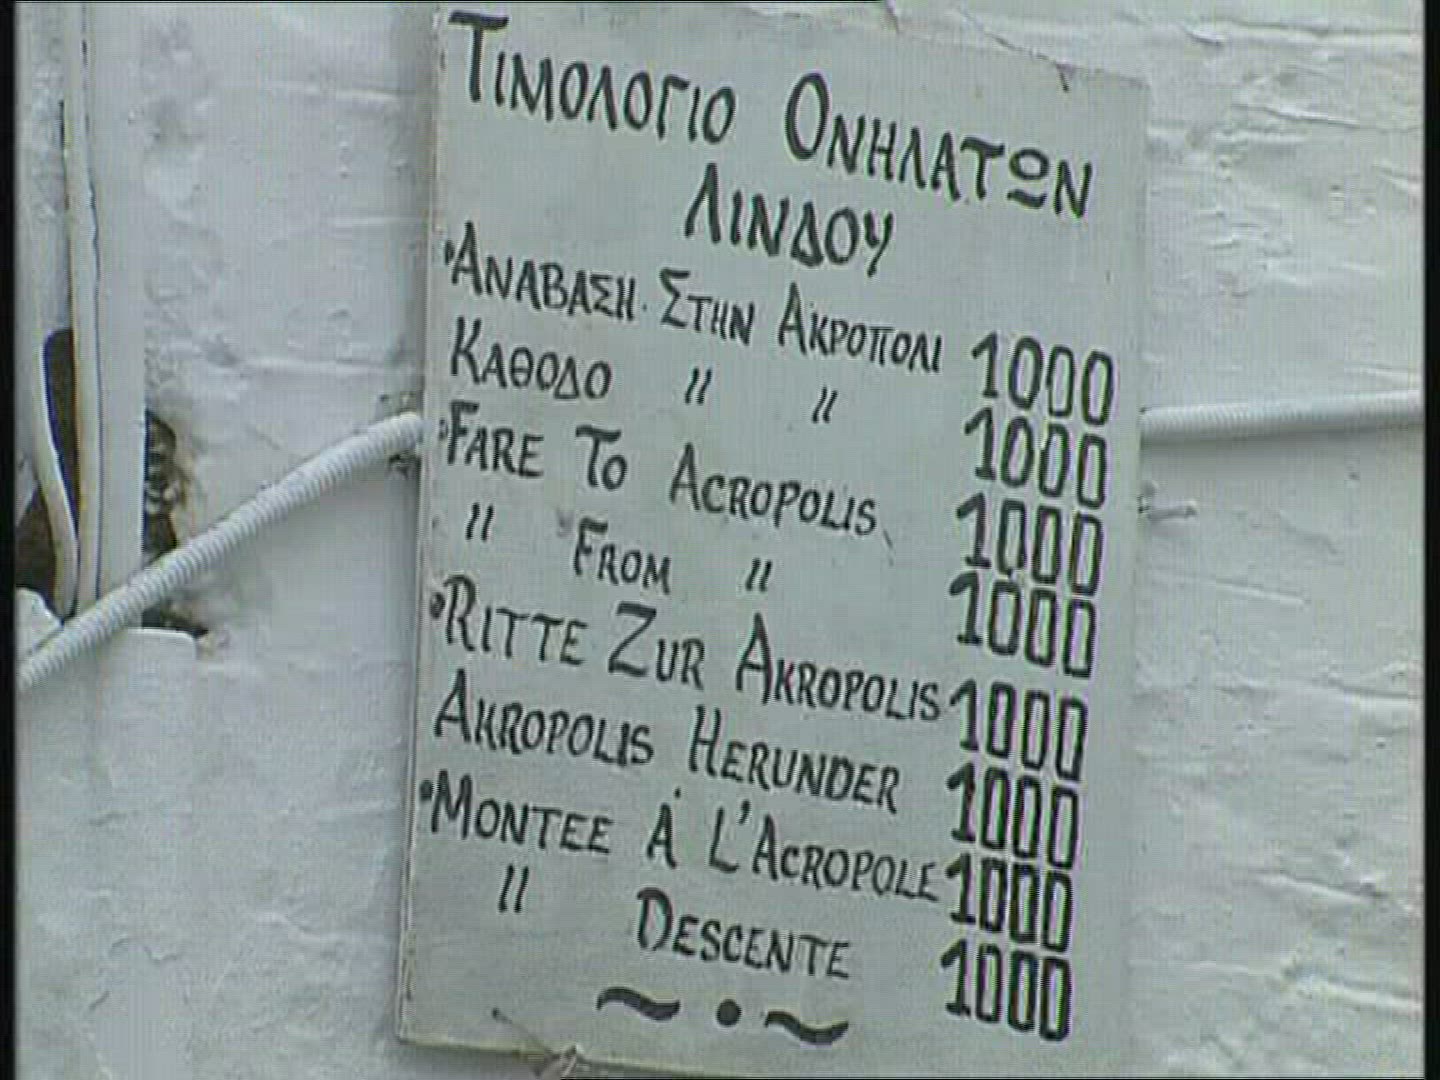 ΤΙΜΟΛΟΓΙΟ ΟΝΗΛΑΤΩΝ
ΛΙΝΔΟΥ
•ΑΝΑΒΑΣΗ·ΣΤΗΝ ΑΚΡΟΠΟΛΙ 1000
ΚΑΘΟΔΟ " " 1000
•FARE TO ACROPOLIS 1000
" FROM " 1000
•RITTE ZUR AKROPOLIS 1000
AKROPOLIS HERUNDER 1000
•MONTEE À L'ACROPOLE 1000
" DESCENTE 1000
~•~